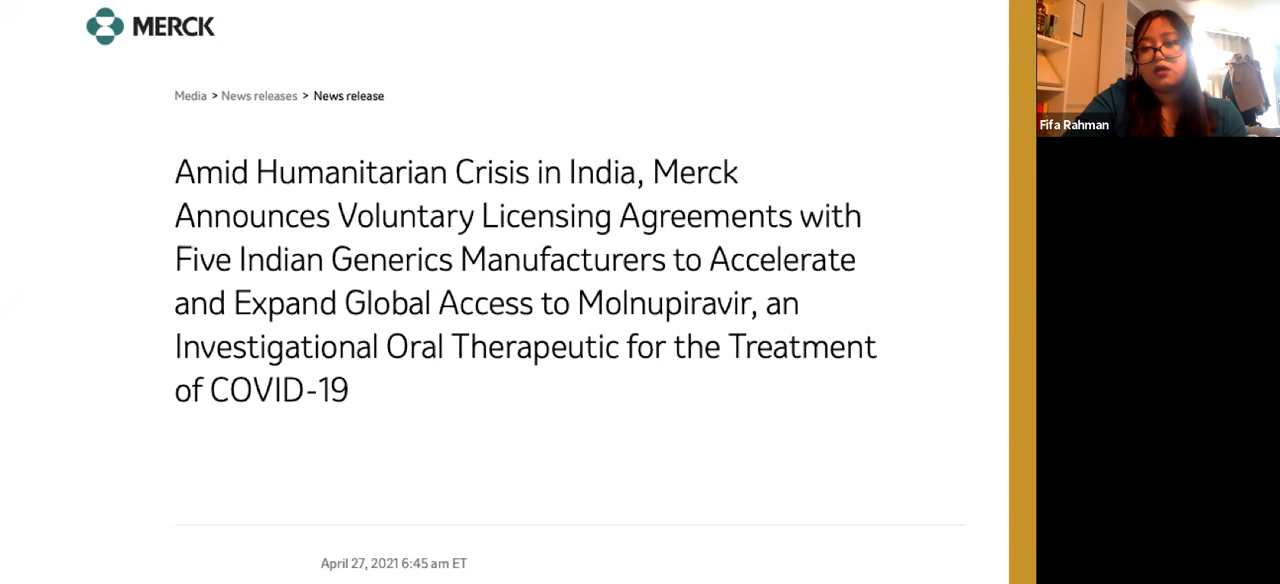 MERCK
Media > News releases > News release
Amid Humanitarian Crisis in India, Merck
Announces Voluntary Licensing Agreements with
Five Indian Generics Manufacturers to Accelerate
and Expand Global Access to Molnupiravir, an
Investigational Oral Therapeutic for the Treatment
of COVID-19
April 27, 2021 6:45 am ET
Fifa Rahman